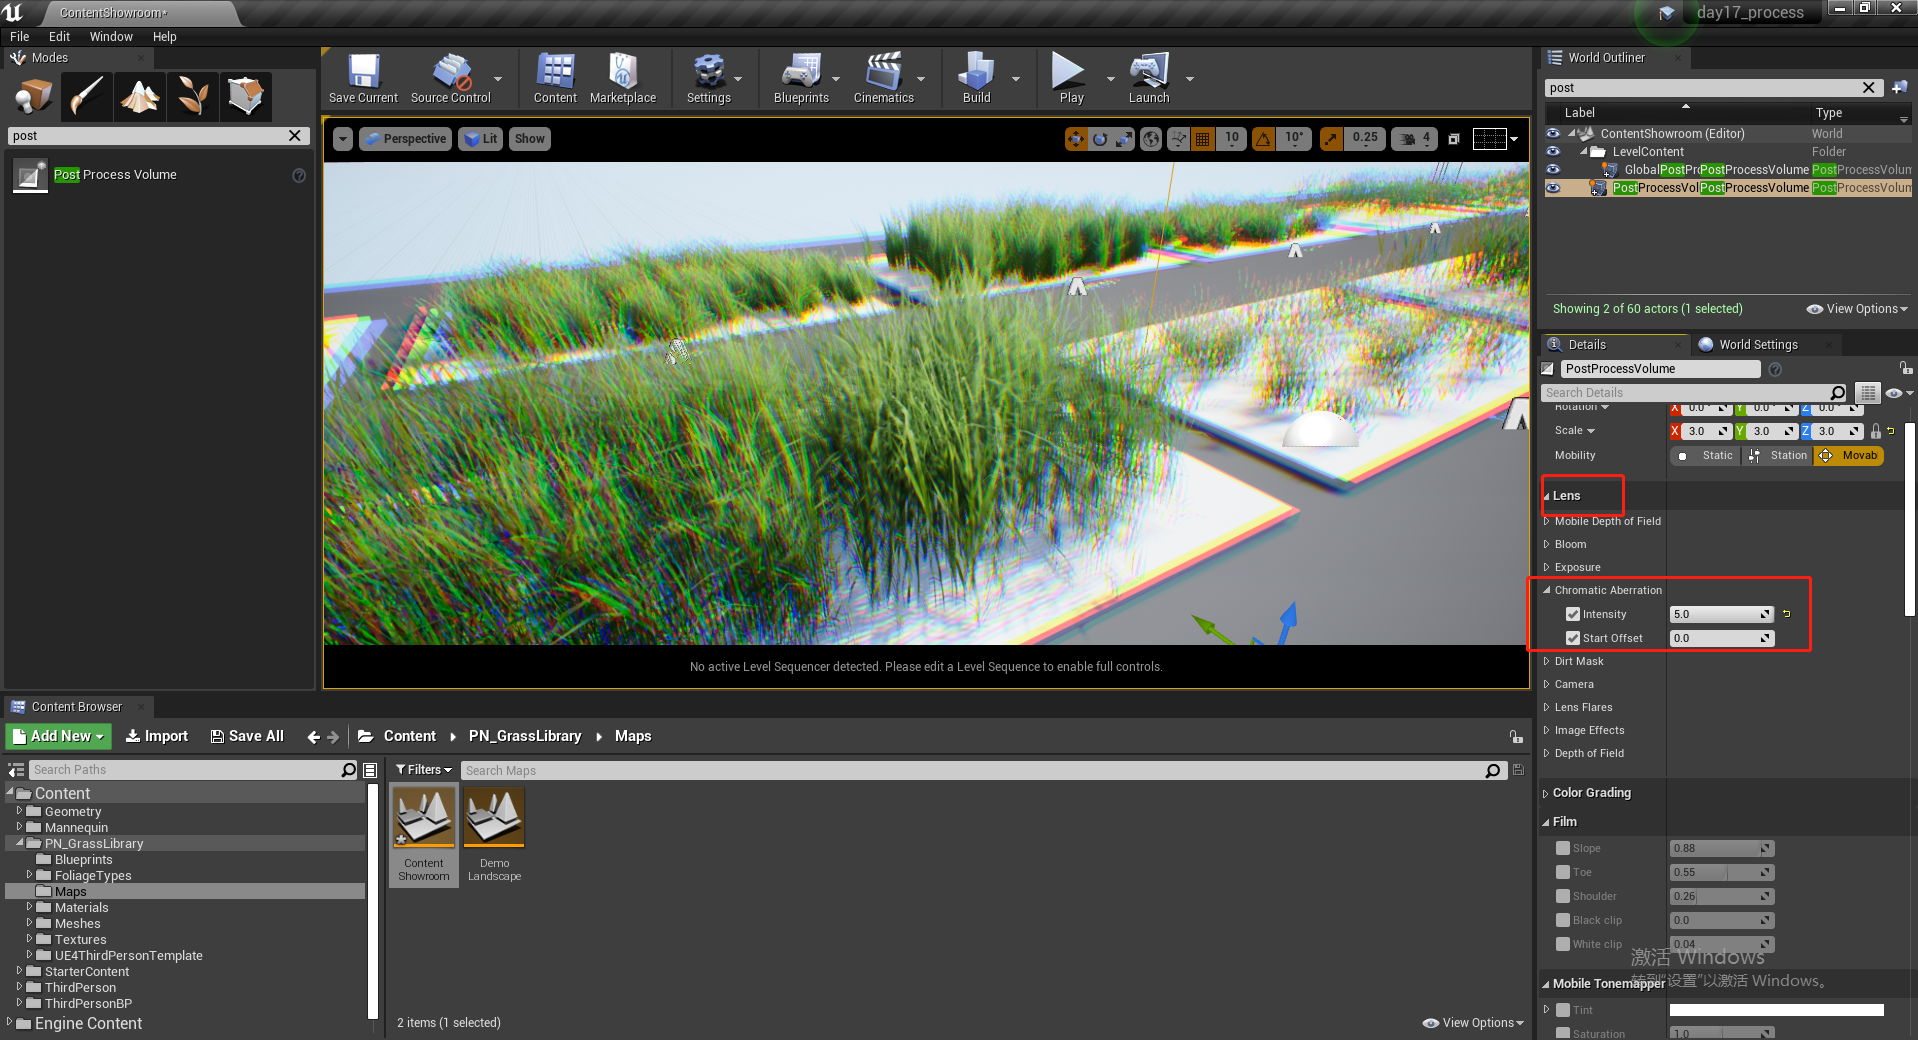 ContentShowroom*
day17_process
File Edit Window Help
Modes
post
Post Process Volume
Save Current
Source Control
Content
Marketplace
Settings
Blueprints
Cinematics
Build
Play
Launch
Perspective
Lit
Show
10
10°
0.25
4
No active Level Sequencer detected. Please edit a Level Sequence to enable full controls.
World Outliner
post
Label Type
ContentShowroom (Editor) World
LevelContent Folder
GlobalPostPrcPostProcessVolume PostProcessVolum
PostProcessVolPostProcessVolume PostProcessVolum
Showing 2 of 60 actors (1 selected)
View Options
Details
World Settings
PostProcessVolume
Search Details
Rotation X 0.0° Y 0.0° Z 0.0°
Scale X 3.0 Y 3.0 Z 3.0
Mobility Static Station Movab
Lens
Mobile Depth of Field
Bloom
Exposure
Chromatic Aberration
Intensity 5.0
Start Offset 0.0
Dirt Mask
Camera
Lens Flares
Image Effects
Depth of Field
Color Grading
Film
Slope 0.88
Toe 0.55
Shoulder 0.26
Black clip 0.0
White clip 0.04
激活 Windows
转到“设置”以激活 Windows。
Mobile Tonemapper
Tint
Saturation 1.0
Content Browser
Add New
Import
Save All
Content
PN_GrassLibrary
Maps
Search Paths
Filters
Search Maps
Content
Geometry
Mannequin
PN_GrassLibrary
Blueprints
FoliageTypes
Maps
Materials
Meshes
Textures
UE4ThirdPersonTemplate
StarterContent
ThirdPerson
ThirdPersonBP
Engine Content
Content
Showroom
Demo
Landscape
2 items (1 selected)
View Options